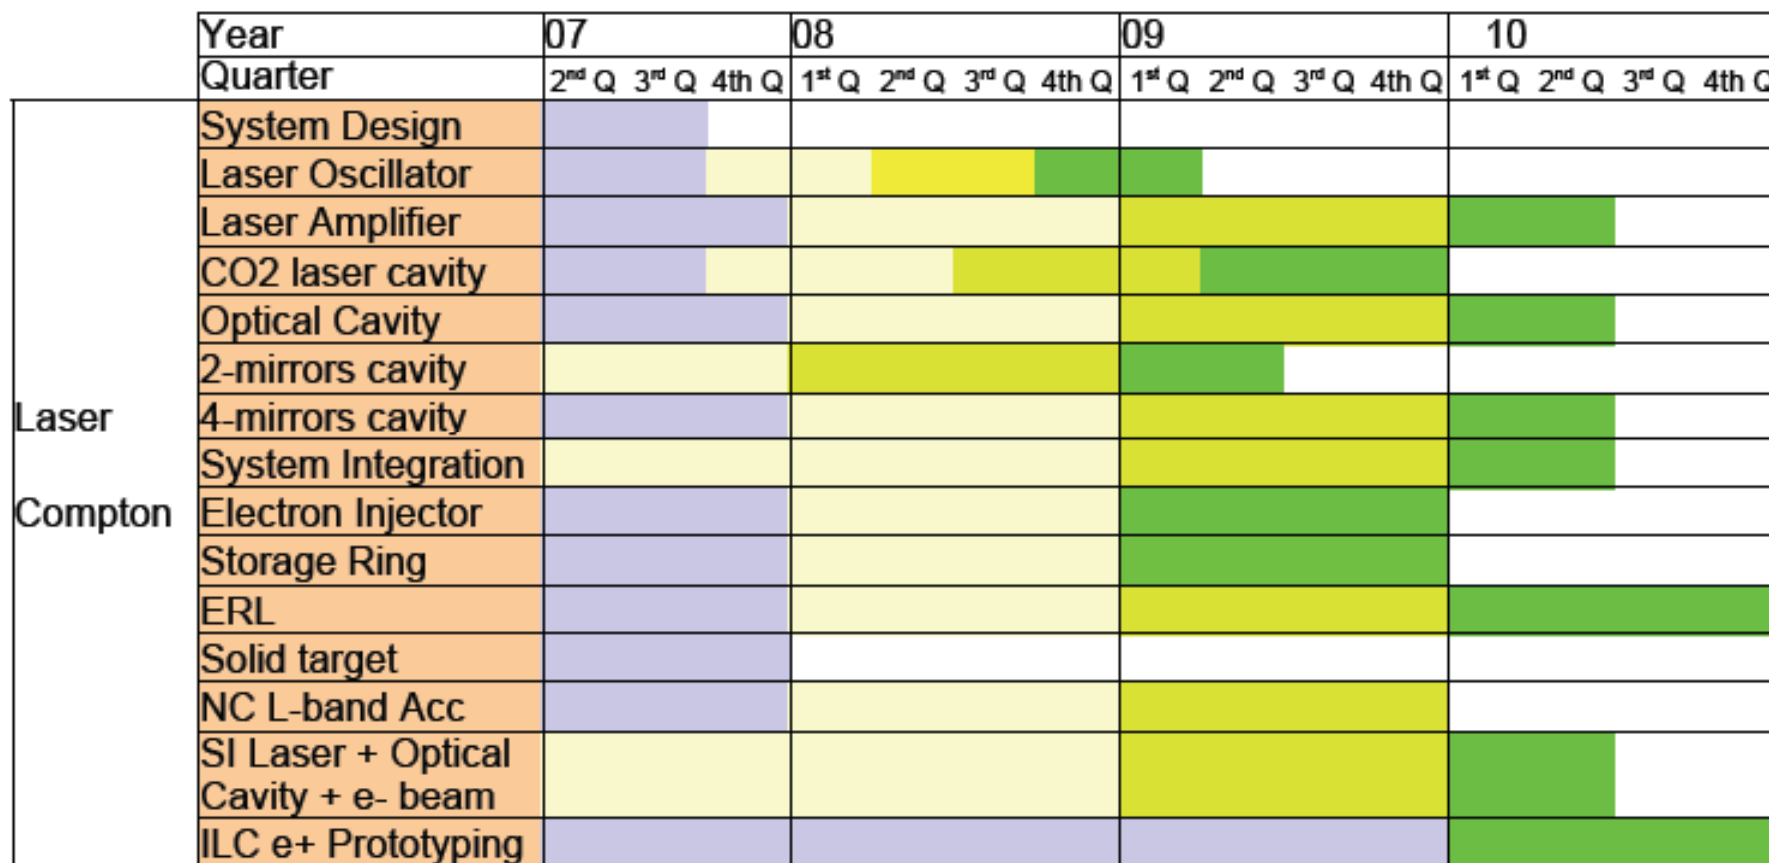 Year 07 08 09 10
Quarter 2nd Q 3rd Q 4th Q 1st Q 2nd Q 3rd Q 4th Q 1st Q 2nd Q 3rd Q 4th Q 1st Q 2nd Q 3rd Q 4th Q
System Design
Laser Oscillator
Laser Amplifier
CO2 laser cavity
Optical Cavity
2-mirrors cavity
Laser 4-mirrors cavity
System Integration
Compton Electron Injector
Storage Ring
ERL
Solid target
NC L-band Acc
SI Laser + Optical
Cavity + e- beam
ILC e+ Prototyping